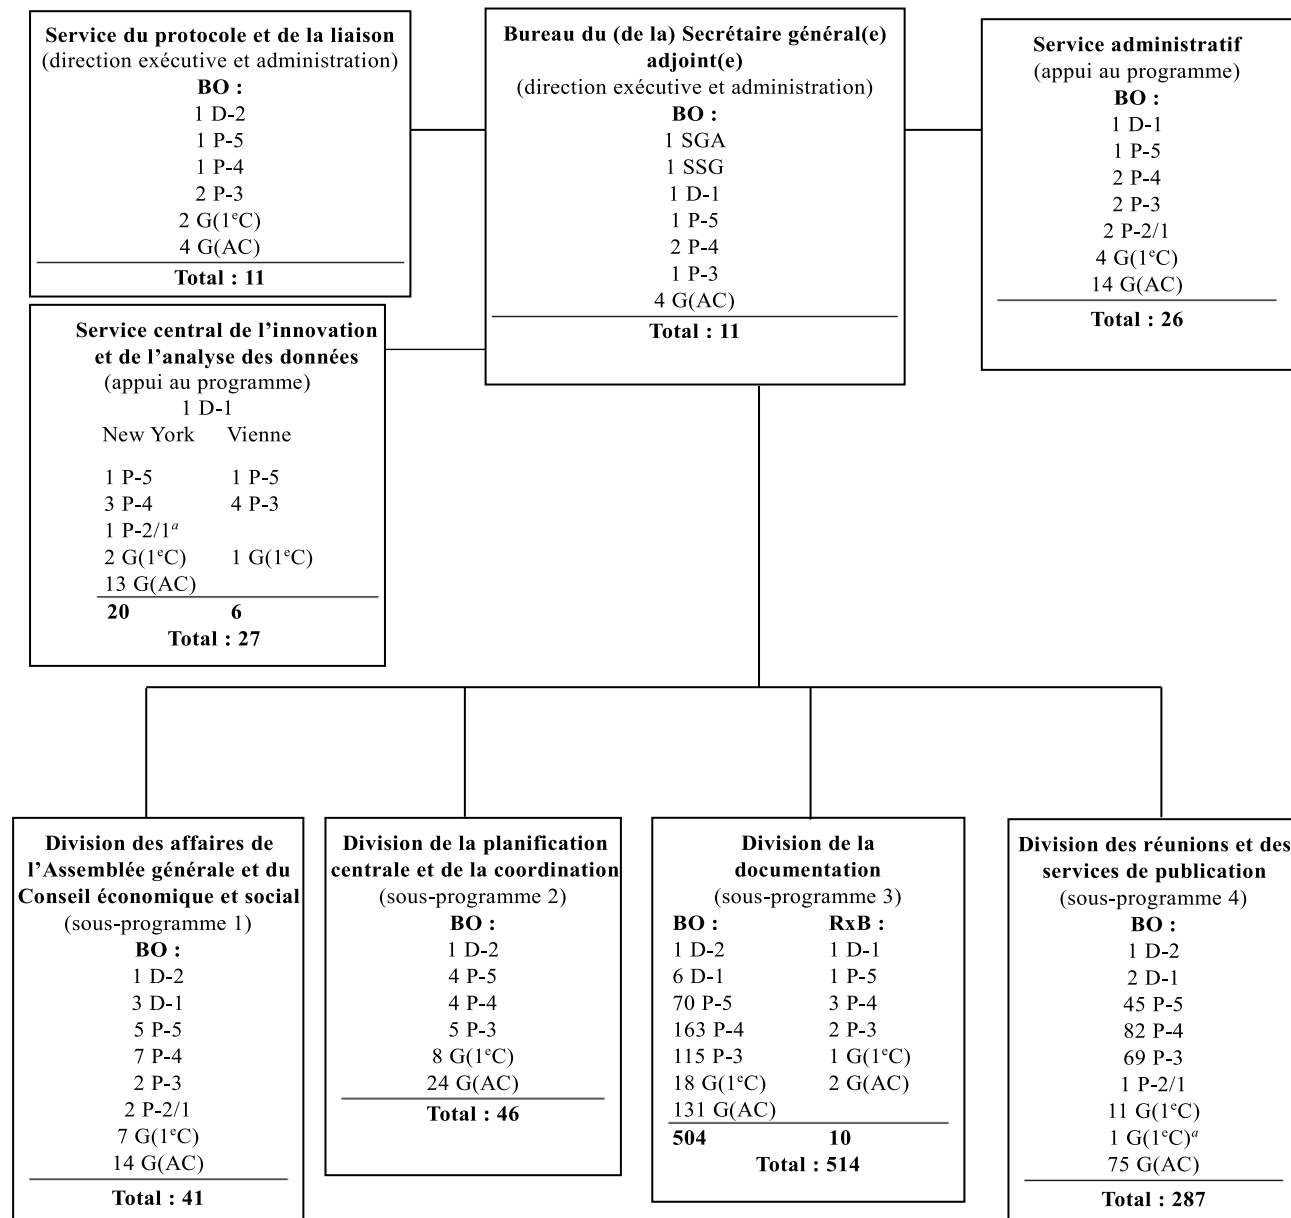 Service du protocole et de la liaison
(direction exécutive et administration)
BO :
1 D-2
1 P-5
1 P-4
2 P-3
2 G(1ᵉC)
4 G(AC)
Total : 11
Bureau du (de la) Secrétaire général(e)
adjoint(e)
(direction exécutive et administration)
BO :
1 SGA
1 SSG
1 D-1
1 P-5
2 P-4
1 P-3
4 G(AC)
Total : 11
Service administratif
(appui au programme)
BO :
1 D-1
1 P-5
2 P-4
2 P-3
2 P-2/1
4 G(1ᵉC)
14 G(AC)
Total : 26
Service central de l’innovation
et de l’analyse des données
(appui au programme)
1 D-1
New York Vienne
1 P-5 1 P-5
3 P-4 4 P-3
1 P-2/1ᵃ
2 G(1ᵉC) 1 G(1ᵉC)
13 G(AC)
20 6
Total : 27
Division des affaires de
l’Assemblée générale et du
Conseil économique et social
(sous-programme 1)
BO :
1 D-2
3 D-1
5 P-5
7 P-4
2 P-3
2 P-2/1
7 G(1ᵉC)
14 G(AC)
Total : 41
Division de la planification
centrale et de la coordination
(sous-programme 2)
BO :
1 D-2
4 P-5
4 P-4
5 P-3
8 G(1ᵉC)
24 G(AC)
Total : 46
Division de la
documentation
(sous-programme 3)
BO : RxB :
1 D-2 1 D-1
6 D-1 1 P-5
70 P-5 3 P-4
163 P-4 2 P-3
115 P-3 1 G(1ᵉC)
18 G(1ᵉC) 2 G(AC)
131 G(AC)
504 10
Total : 514
Division des réunions et des
services de publication
(sous-programme 4)
BO :
1 D-2
2 D-1
45 P-5
82 P-4
69 P-3
1 P-2/1
11 G(1ᵉC)
1 G(1ᵉC)ᵃ
75 G(AC)
Total : 287